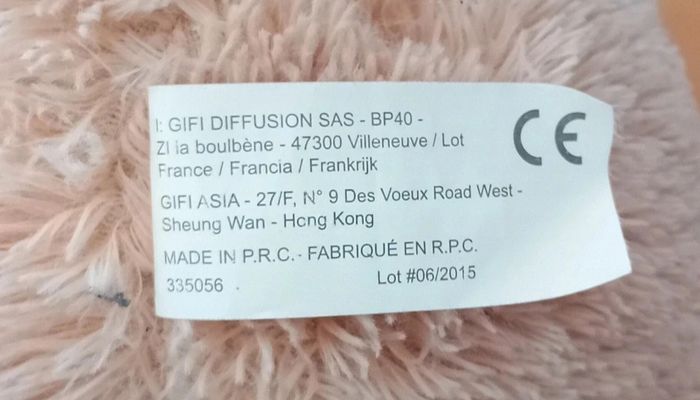 I: GIFI DIFFUSION SAS - BP40 -
ZI la boulbène - 47300 Villeneuve / Lot
France / Francia / Frankrijk
GIFI ASIA - 27/F, N° 9 Des Voeux Road West -
Sheung Wan - Hong Kong
MADE IN P.R.C. - FABRIQUÉ EN R.P.C.
335056 Lot #06/2015
CE